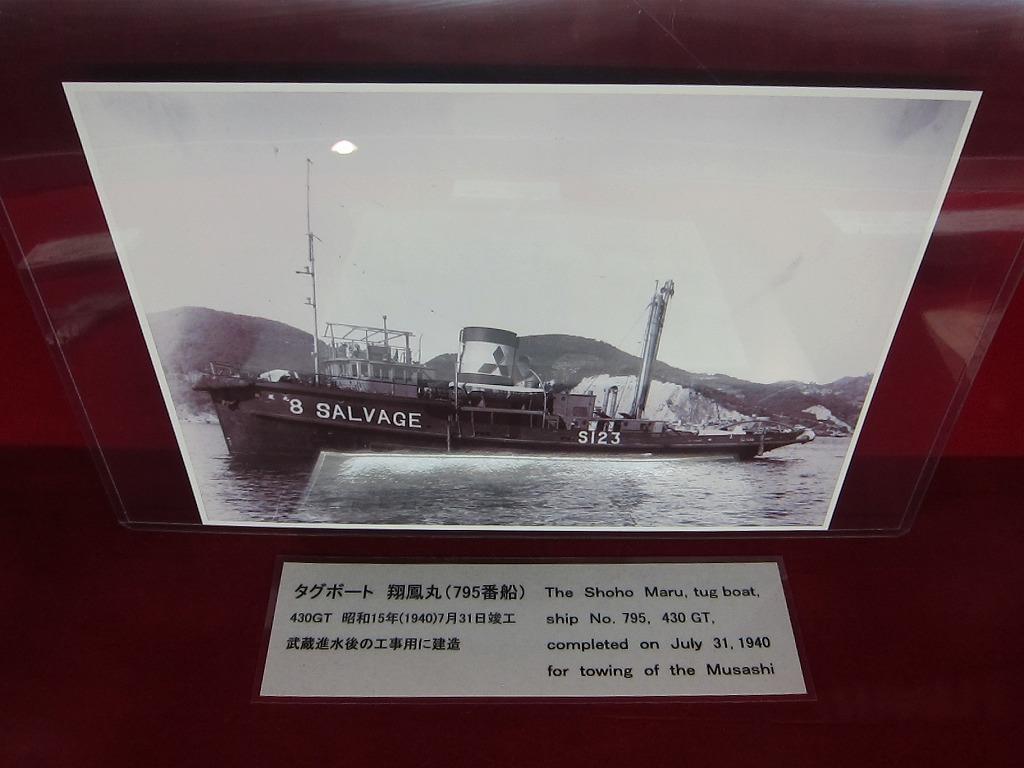 8 SALVAGE
S123
タグボート 翔鳳丸(795番船)
430GT 昭和15年(1940)7月31日竣工
武蔵進水後の工事用に建造
The Shoho Maru, tug boat,
ship No. 795, 430 GT,
completed on July 31, 1940
for towing of the Musashi